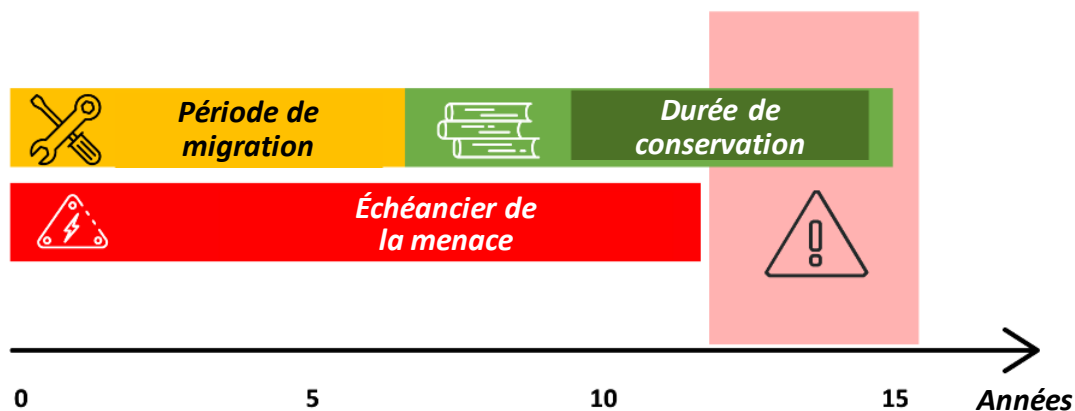 Période de
migration
Durée de
conservation
Échéancier de
la menace
0 5 10 15 Années